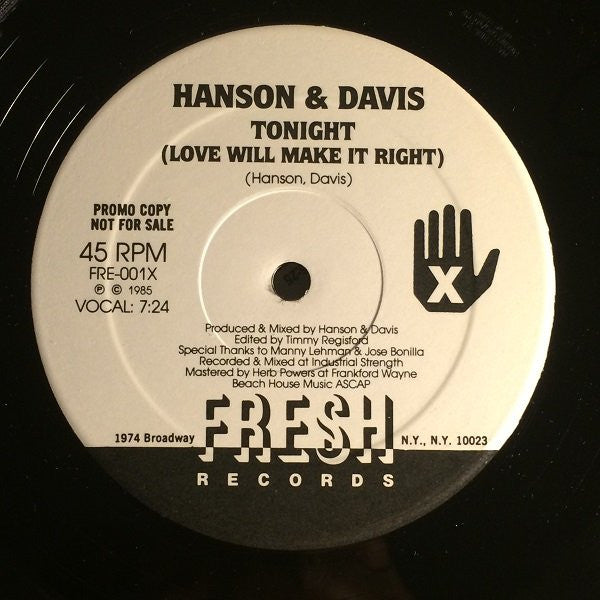 HANSON & DAVIS
TONIGHT
(LOVE WILL MAKE IT RIGHT)
(Hanson, Davis)
PROMO COPY
NOT FOR SALE
45 RPM
FRE-001X
℗ © 1985
VOCAL: 7:24
X
Produced & Mixed by Hanson & Davis
Edited by Timmy Regisford
Special Thanks to Manny Lehman & Jose Bonilla
Recorded & Mixed at Industrial Strength
Mastered by Herb Powers at Frankford Wayne
Beach House Music ASCAP
1974 Broadway FRESH N.Y., N.Y. 10023
RECORDS